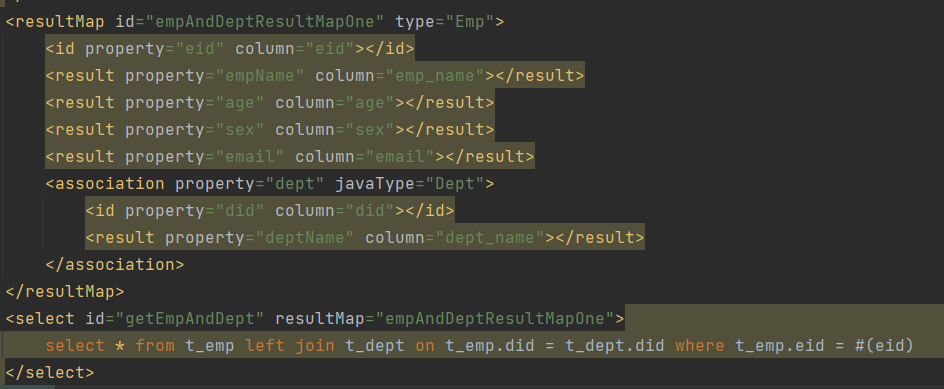 <resultMap id="empAndDeptResultMapOne" type="Emp">
<id property="eid" column="eid"></id>
<result property="empName" column="emp_name"></result>
<result property="age" column="age"></result>
<result property="sex" column="sex"></result>
<result property="email" column="email"></result>
<association property="dept" javaType="Dept">
<id property="did" column="did"></id>
<result property="deptName" column="dept_name"></result>
</association>
</resultMap>
<select id="getEmpAndDept" resultMap="empAndDeptResultMapOne">
select * from t_emp left join t_dept on t_emp.did = t_dept.did where t_emp.eid = #(eid)
</select>